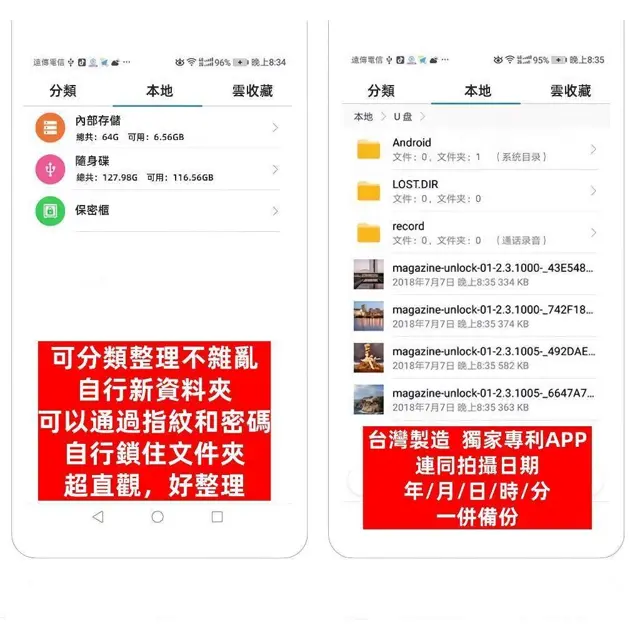 遠傳電信 96% 晚上8:34
分類 本地 雲收藏
內部存儲
總共：64G 可用：6.56GB
隨身碟
總共：127.98G 可用：116.56GB
保密櫃
可分類整理不雜亂
自行新資料夾
可以通過指紋和密碼
自行鎖住文件夾
超直觀，好整理
遠傳電信 95% 晚上8:35
分類 本地 雲收藏
本地 > U 盘 >
Android
文件：0，文件夹：1 （系统目录）
LOST.DIR
文件：0，文件夹：0
record
文件：0，文件夹：0 （通话录音）
magazine-unlock-01-2.3.1000-_43E548...
2018年7月7日 晚上8:35 334 KB
magazine-unlock-01-2.3.1000-_742F18...
2018年7月7日 晚上8:35 374 KB
magazine-unlock-01-2.3.1005-_492DAE...
2018年7月7日 晚上8:35 582 KB
magazine-unlock-01-2.3.1005-_6647A7...
2018年7月7日 晚上8:35 363 KB
台灣製造 獨家專利APP
連同拍攝日期
年/月/日/時/分
一併備份